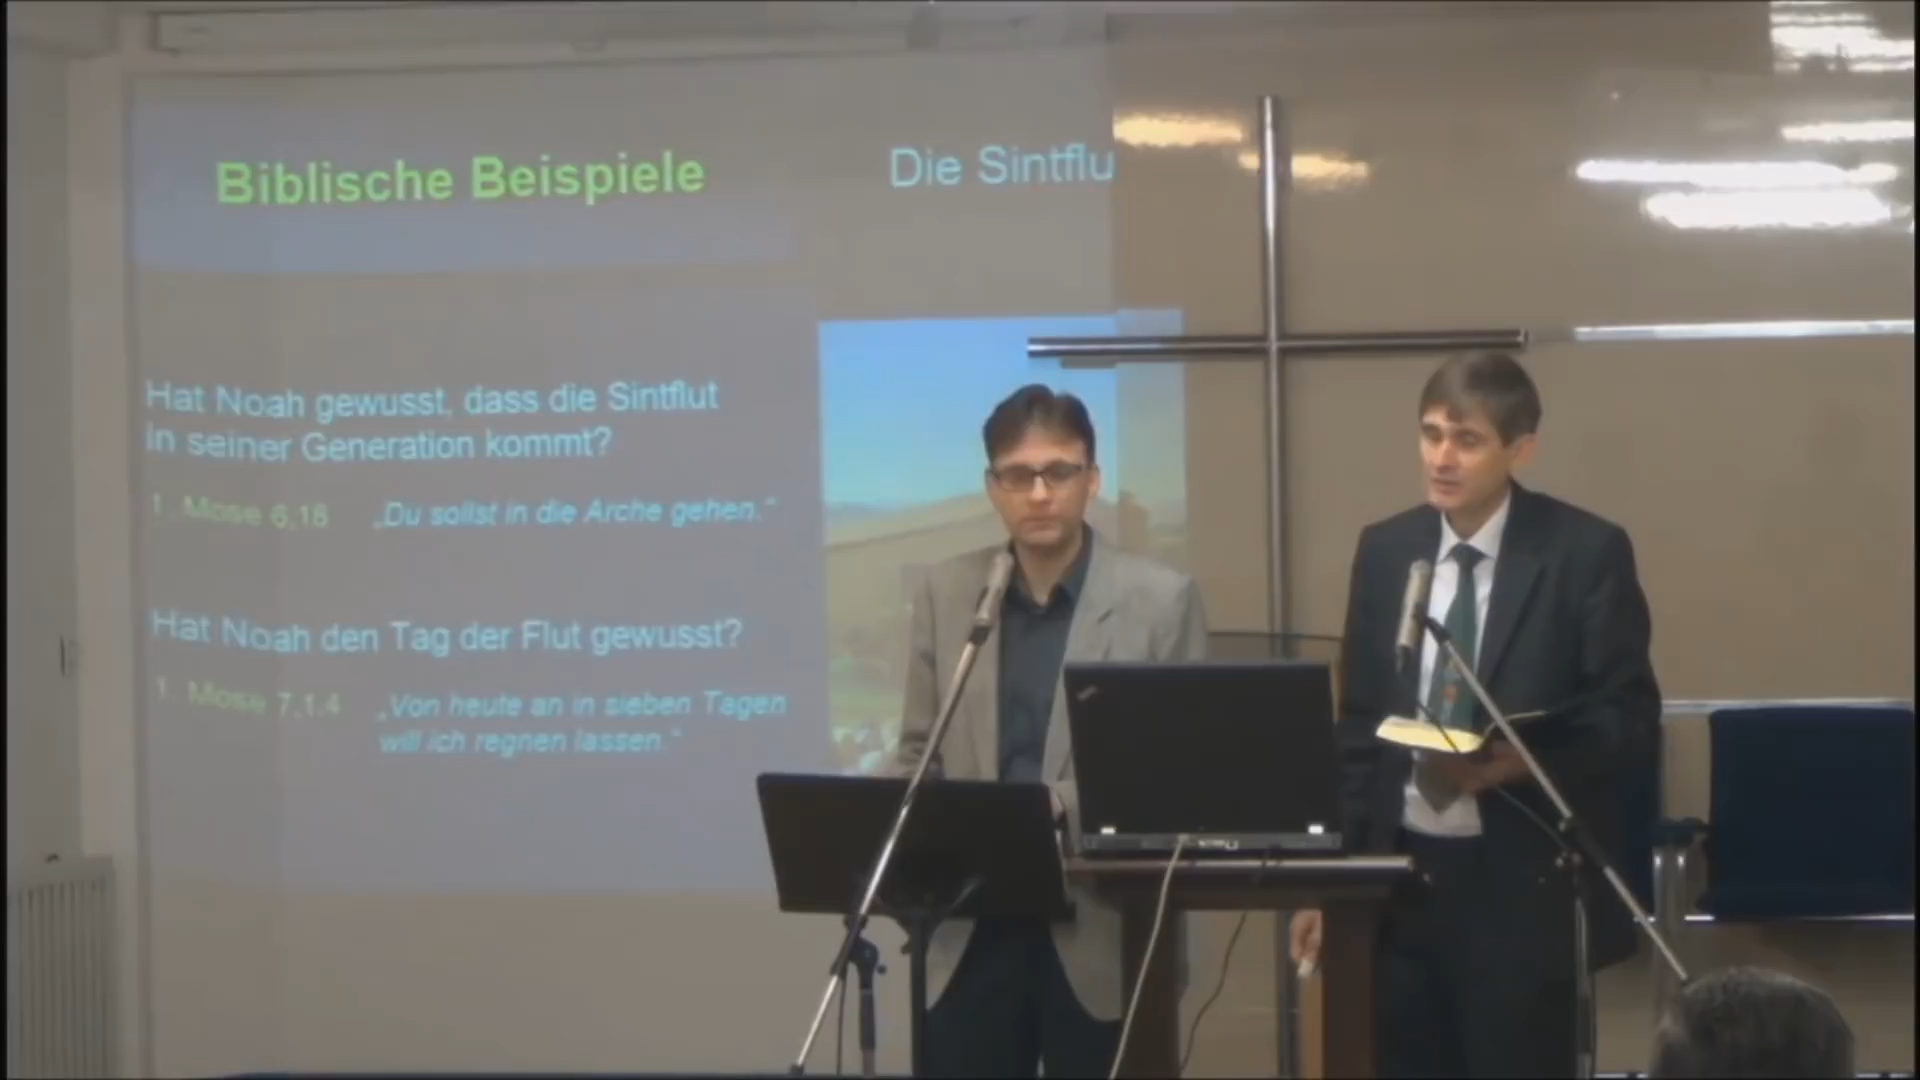 Biblische Beispiele
Die Sintflu
Hat Noah gewusst, dass die Sintflut
in seiner Generation kommt?
1. Mose 6,18 „Du sollst in die Arche gehen.“
Hat Noah den Tag der Flut gewusst?
1. Mose 7,1.4 „Von heute an in sieben Tagen
will ich regnen lassen.“